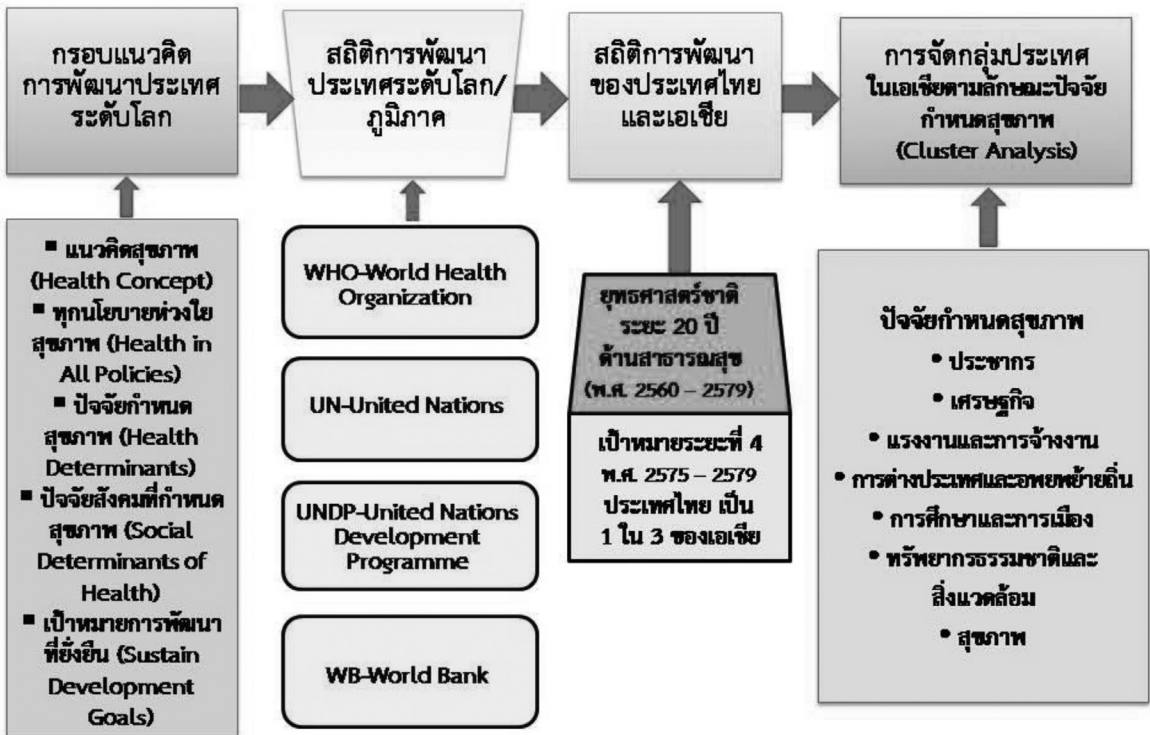 กรอบแนวคิด
การพัฒนาประเทศ
ระดับโลก
สถิติการพัฒนา
ประเทศระดับโลก/
ภูมิภาค
สถิติการพัฒนา
ของประเทศไทย
และเอเชีย
การจัดกลุ่มประเทศ
ในเอเชียตามลักษณะปัจจัย
กำหนดสุขภาพ
(Cluster Analysis)
▪ แนวคิดสุขภาพ
(Health Concept)
▪ ทุกนโยบายห่วงใย
สุขภาพ (Health in
All Policies)
▪ ปัจจัยกำหนด
สุขภาพ (Health
Determinants)
▪ ปัจจัยสังคมที่กำหนด
สุขภาพ (Social
Determinants of
Health)
▪ เป้าหมายการพัฒนา
ที่ยั่งยืน (Sustain
Development
Goals)
WHO-World Health
Organization
UN-United Nations
UNDP-United Nations
Development
Programme
WB-World Bank
ยุทธศาสตร์ชาติ
ระยะ 20 ปี
ด้านสาธารณสุข
(พ.ศ. 2560 – 2579)
เป้าหมายระยะที่ 4
พ.ศ. 2575 – 2579
ประเทศไทย เป็น
1 ใน 3 ของเอเชีย
ปัจจัยกำหนดสุขภาพ
• ประชากร
• เศรษฐกิจ
• แรงงานและการจ้างงาน
• การต่างประเทศและอพยพย้ายถิ่น
• การศึกษาและการเมือง
• ทรัพยากรธรรมชาติและ
สิ่งแวดล้อม
• สุขภาพ